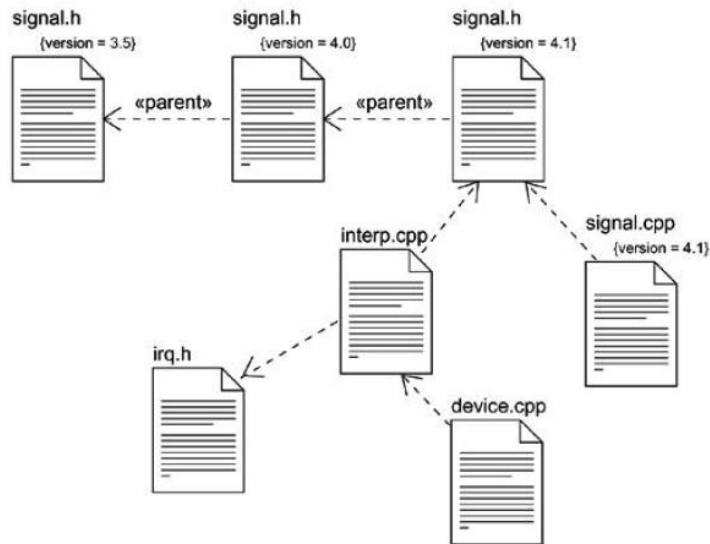 signal.h
{version = 3.5}
signal.h
{version = 4.0}
signal.h
{version = 4.1}
«parent»
«parent»
interp.cpp
signal.cpp
{version = 4.1}
irq.h
device.cpp